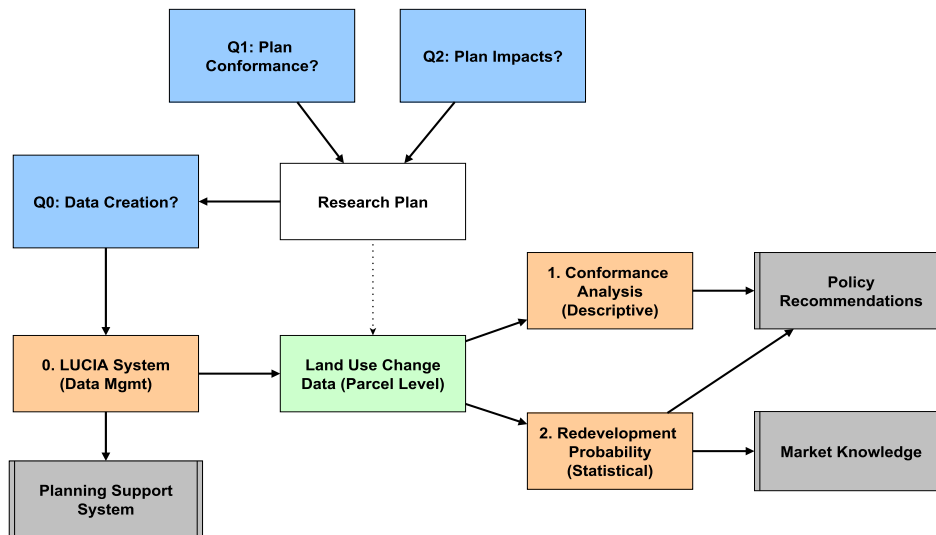 Q1: Plan
Conformance?
Q2: Plan Impacts?
Q0: Data Creation?
Research Plan
1. Conformance
Analysis
(Descriptive)
Policy
Recommendations
0. LUCIA System
(Data Mgmt)
Land Use Change
Data (Parcel Level)
2. Redevelopment
Probability
(Statistical)
Market Knowledge
Planning Support
System